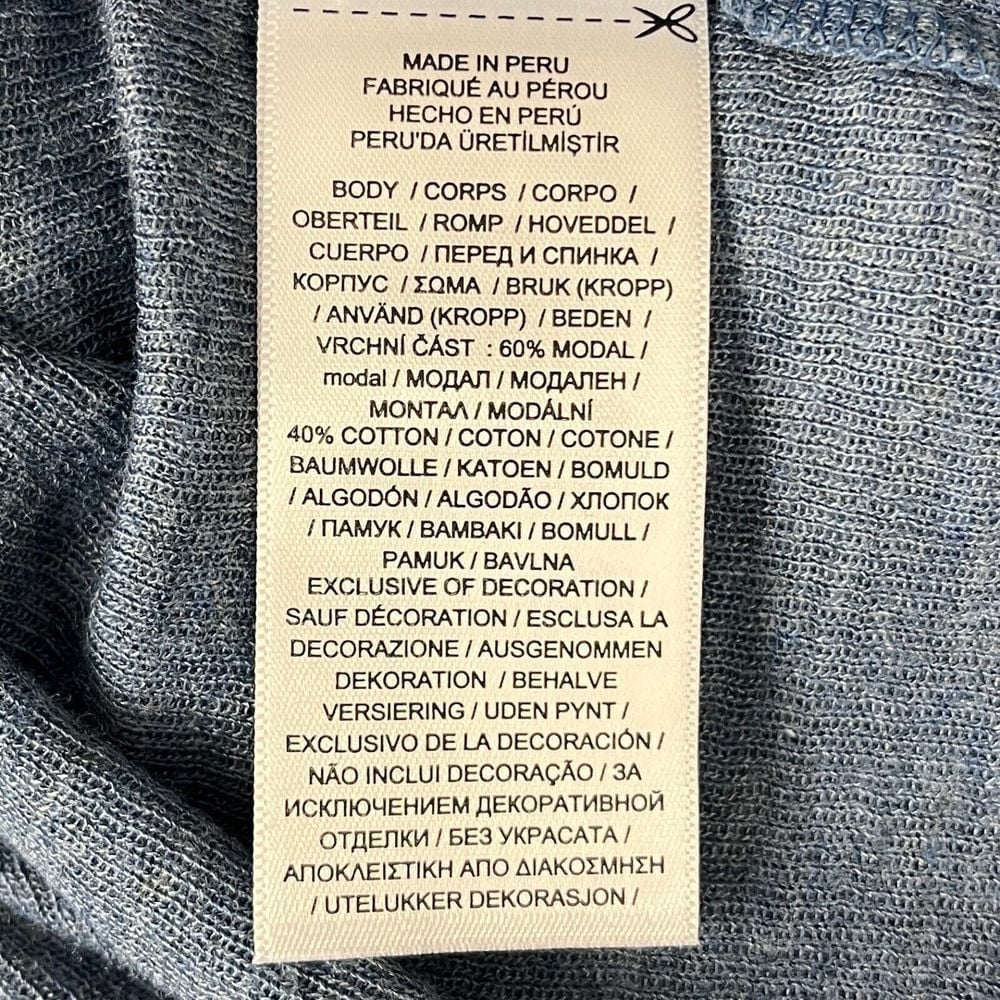 MADE IN PERU
FABRIQUÉ AU PÉROU
HECHO EN PERÚ
PERU'DA ÜRETİLMİŞTİR
BODY / CORPS / CORPO /
OBERTEIL / ROMP / HOVEDDEL /
CUERPO / ПЕРЕД И СПИНКА /
КОРПУС / ΣΩΜΑ / BRUK (KROPP)
/ ANVÄND (KROPP) / BEDEN /
VRCHNÍ ČÁST : 60% MODAL /
modal / МОДАЛ / МОДАЛЕН /
ΜΟΝΤΑΛ / MODÁLNÍ
40% COTTON / COTON / COTONE /
BAUMWOLLE / KATOEN / BOMULD
/ ALGODÓN / ALGODÃO / ХЛОПОК
/ ПАМУК / ΒΑΜΒΑΚΙ / BOMULL /
PAMUK / BAVLNA
EXCLUSIVE OF DECORATION /
SAUF DÉCORATION / ESCLUSA LA
DECORAZIONE / AUSGENOMMEN
DEKORATION / BEHALVE
VERSIERING / UDEN PYNT /
EXCLUSIVO DE LA DECORACIÓN /
NÃO INCLUI DECORAÇÃO / ЗА
ИСКЛЮЧЕНИЕМ ДЕКОРАТИВНОЙ
ОТДЕЛКИ / БЕЗ УКРАСАТА /
ΑΠΟΚΛΕΙΣΤΙΚΗ ΑΠΟ ΔΙΑΚΟΣΜΗΣΗ
/ UTELUKKER DEKORASJON /